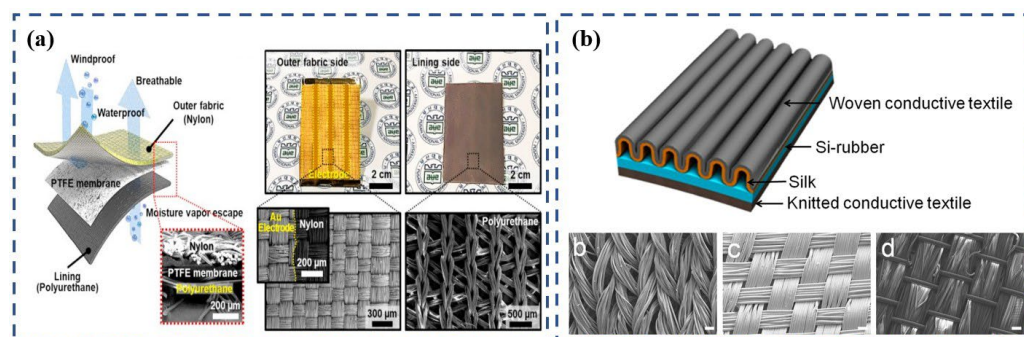 (a)
Windproof
Breathable
Waterproof
Outer fabric
(Nylon)
PTFE membrane
Moisture vapor escape
Lining
(Polyurethane)
Nylon
PTFE membrane
Polyurethane
200 μm
Outer fabric side
Electrode
2 cm
Lining side
2 cm
Au
Electrode
Nylon
200 μm
300 μm
Polyurethane
500 μm
(b)
Woven conductive textile
Si-rubber
Silk
Knitted conductive textile
b
c
d